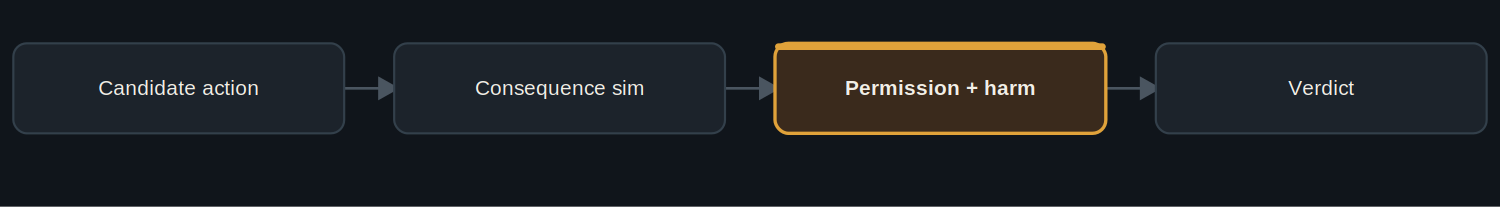 Candidate action
Consequence sim
Permission + harm
Verdict